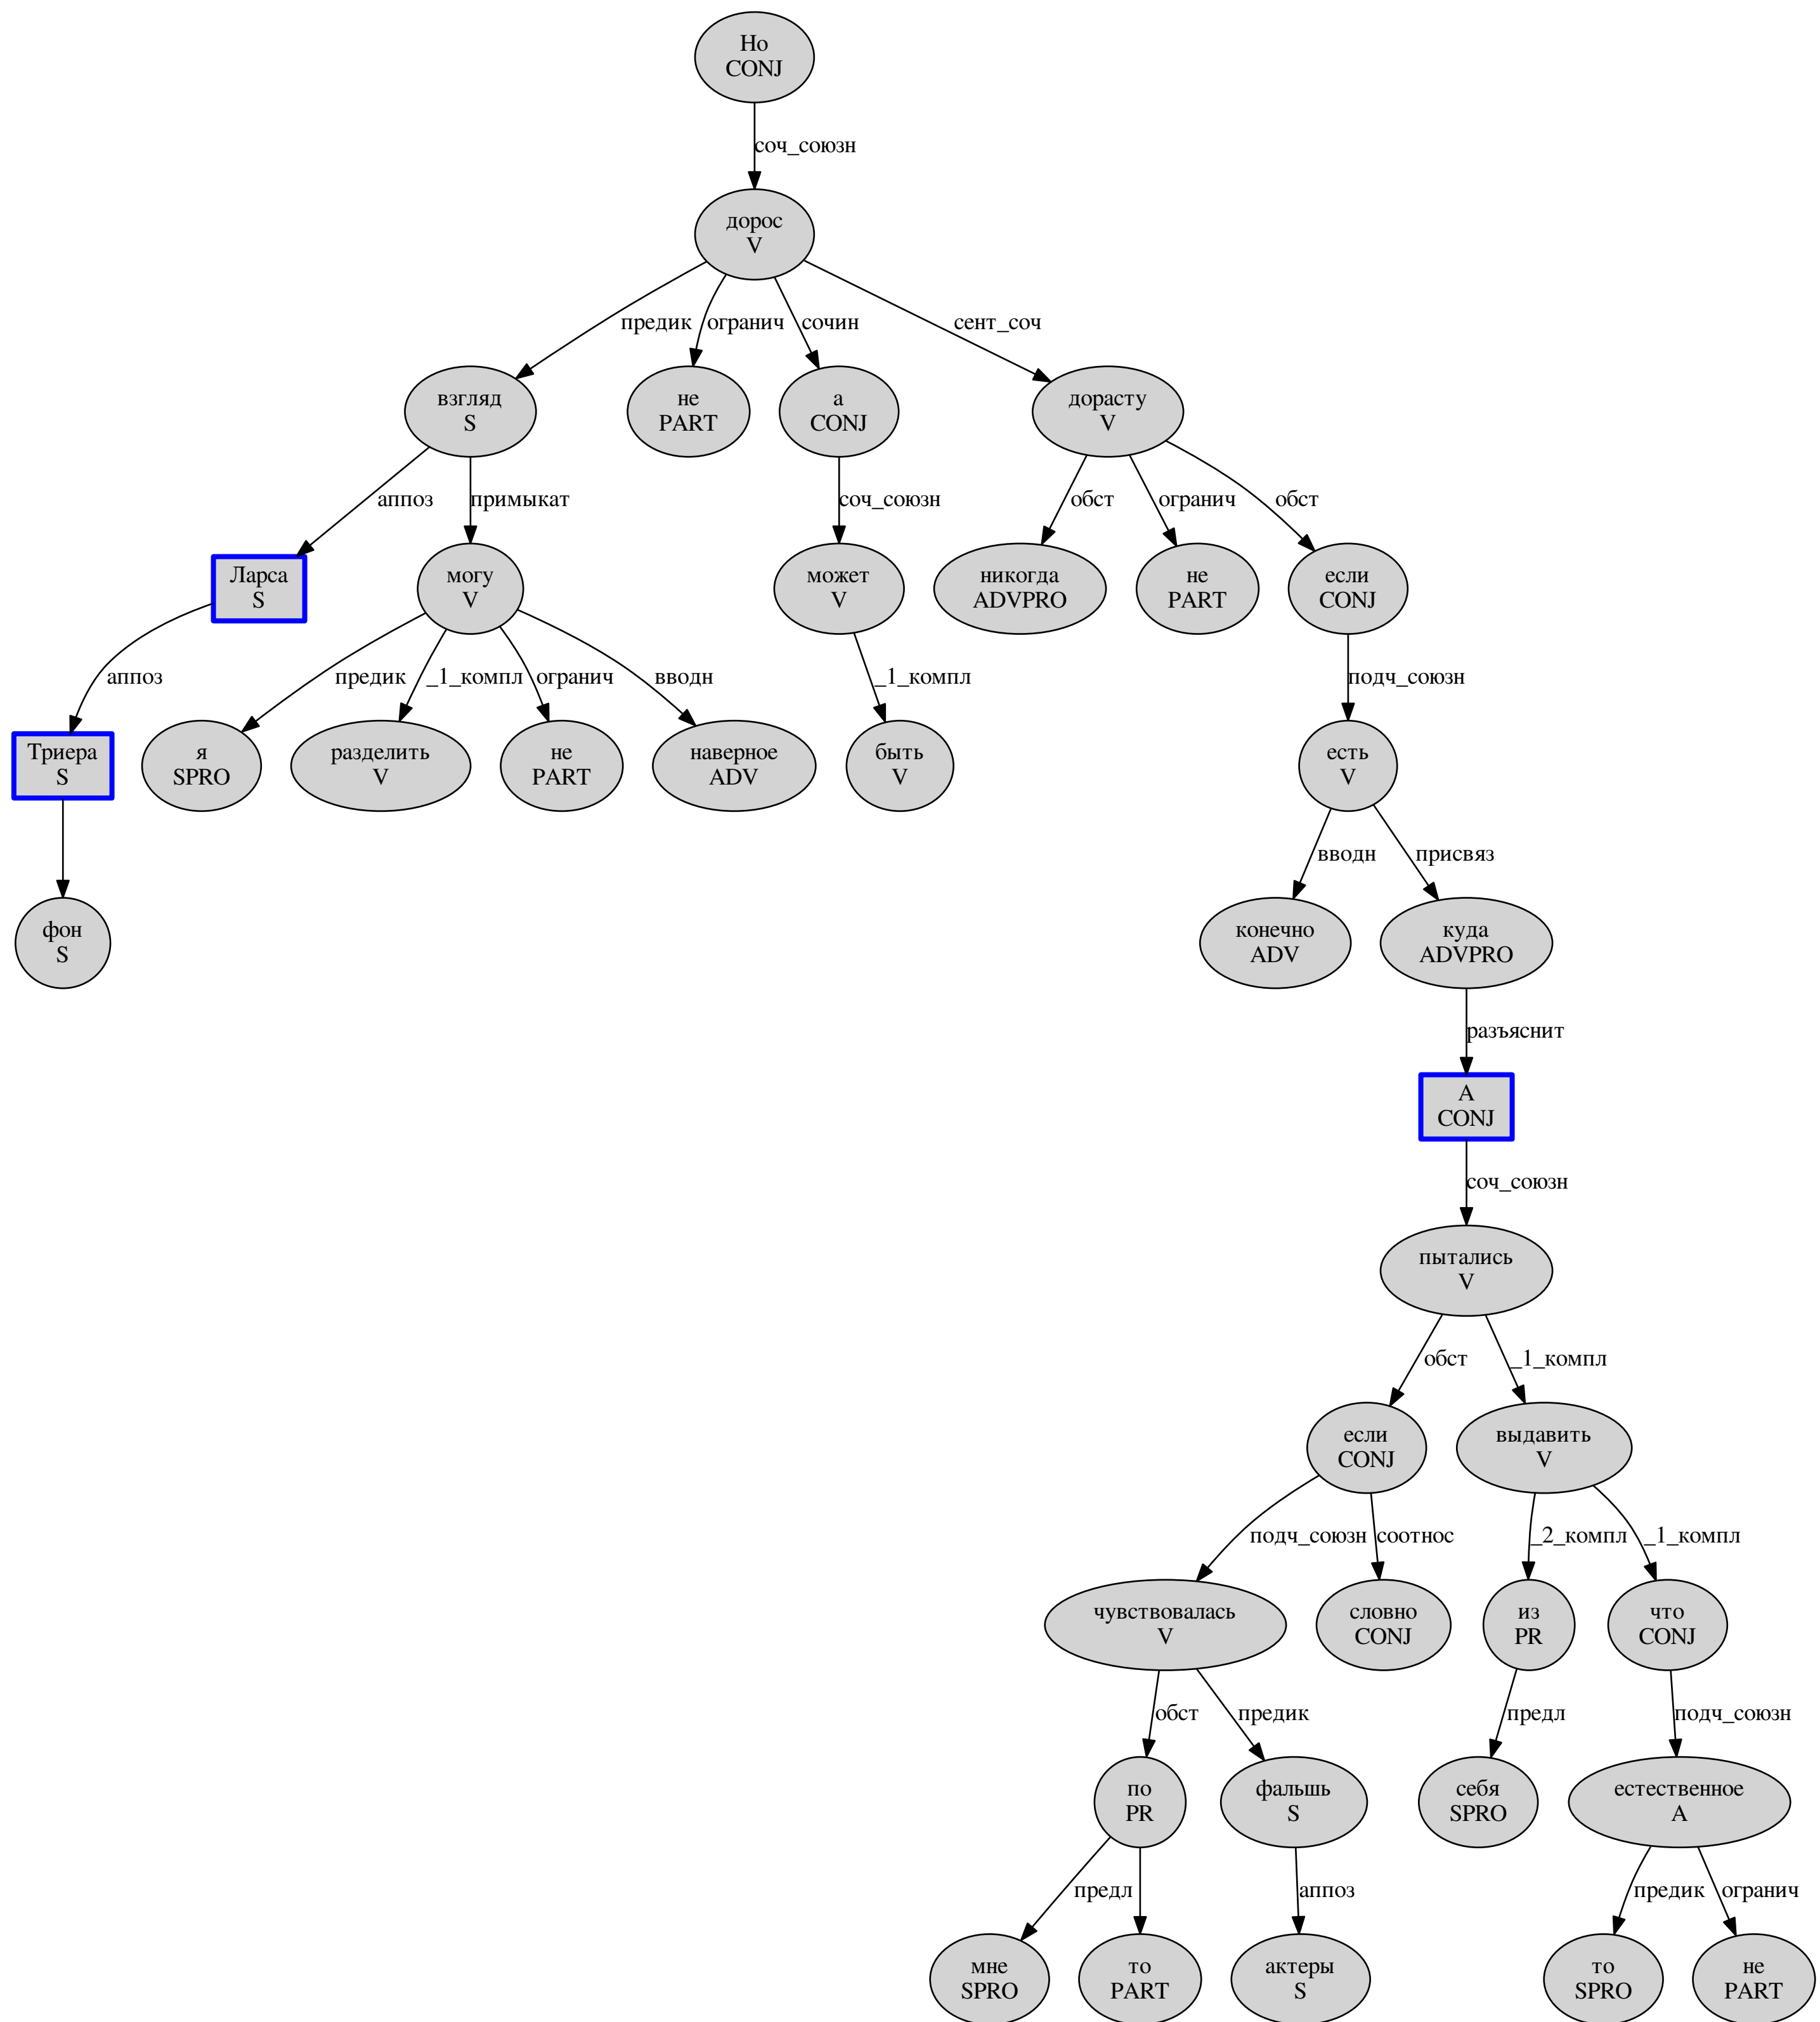 Но
CONJ
соч_союзн
дорос
V
предик
огранич
сочин
сент_соч
взгляд
S
не
PART
а
CONJ
дорасту
V
аппоз
примыкат
соч_союзн
обст
огранич
обст
Ларса
S
могу
V
может
V
никогда
ADVPRO
не
PART
если
CONJ
аппоз
предик
_1_компл
огранич
вводн
_1_компл
подч_союзн
Триера
S
я
SPRO
разделить
V
не
PART
наверное
ADV
быть
V
есть
V
вводн
присвяз
фон
S
конечно
ADV
куда
ADVPRO
разъяснит
А
CONJ
соч_союзн
пытались
V
обст
_1_компл
если
CONJ
выдавить
V
подч_союзн
соотнос
_2_компл
_1_компл
чувствовалась
V
словно
CONJ
из
PR
что
CONJ
обст
предик
предл
подч_союзн
по
PR
фальшь
S
себя
SPRO
естественное
A
предл
аппоз
предик
огранич
мне
SPRO
то
PART
актеры
S
то
SPRO
не
PART